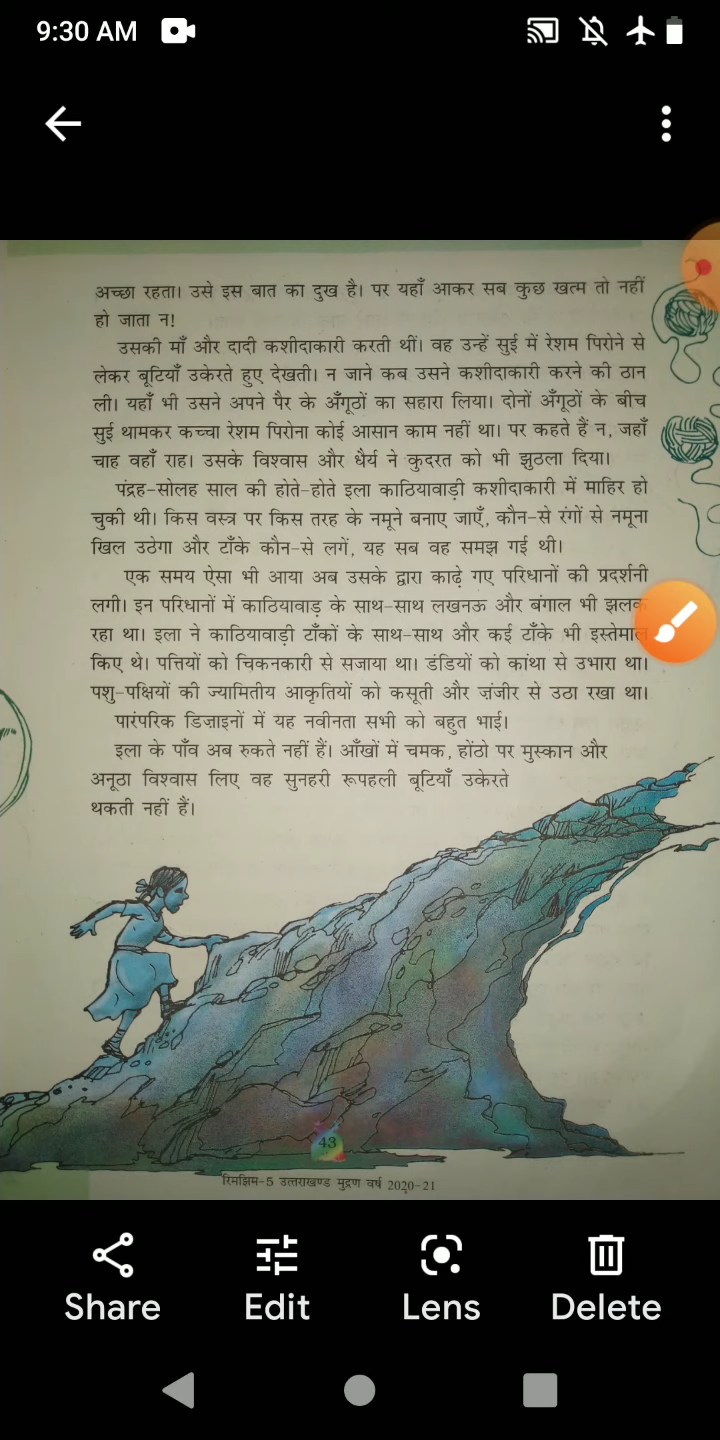 9:30 AM
अच्छा रहता। उसे इस बात का दुख है। पर यहाँ आकर सब कुछ खत्म तो नहीं
हो जाता न!
उसकी माँ और दादी कशीदाकारी करती थीं। वह उन्हें सुई में रेशम पिरोने से
लेकर बूटियाँ उकेरते हुए देखती। न जाने कब उसने कशीदाकारी करने की ठान
ली। यहाँ भी उसने अपने पैर के अँगूठों का सहारा लिया। दोनों अँगूठों के बीच
सुई थामकर कच्चा रेशम पिरोना कोई आसान काम नहीं था। पर कहते हैं न, जहाँ
चाह वहाँ राह। उसके विश्वास और धैर्य ने कुदरत को भी झुठला दिया।
पंद्रह-सोलह साल की होते-होते इला काठियावाड़ी कशीदाकारी में माहिर हो
चुकी थी। किस वस्त्र पर किस तरह के नमूने बनाए जाएँ, कौन-से रंगों से नमूना
खिल उठेगा और टाँके कौन-से लगें, यह सब वह समझ गई थी।
एक समय ऐसा भी आया अब उसके द्वारा काढ़े गए परिधानों की प्रदर्शनी
लगी। इन परिधानों में काठियावाड़ के साथ-साथ लखनऊ और बंगाल भी झलक
रहा था। इला ने काठियावाड़ी टाँकों के साथ-साथ और कई टाँके भी इस्तेमाल
किए थे। पत्तियों को चिकनकारी से सजाया था। डंडियों को कांथा से उभारा था।
पशु-पक्षियों की ज्यामितीय आकृतियों को कसूती और ज़ंजीर से उठा रखा था।
पारंपरिक डिज़ाइनों में यह नवीनता सभी को बहुत भाई।
इला के पाँव अब रुकते नहीं हैं। आँखों में चमक, होंठो पर मुस्कान और
अनूठा विश्वास लिए वह सुनहरी रूपहली बूटियाँ उकेरते
थकती नहीं हैं।
43
रिमझिम-5 उत्तराखण्ड मुद्रण वर्ष 2020-21
Share Edit Lens Delete